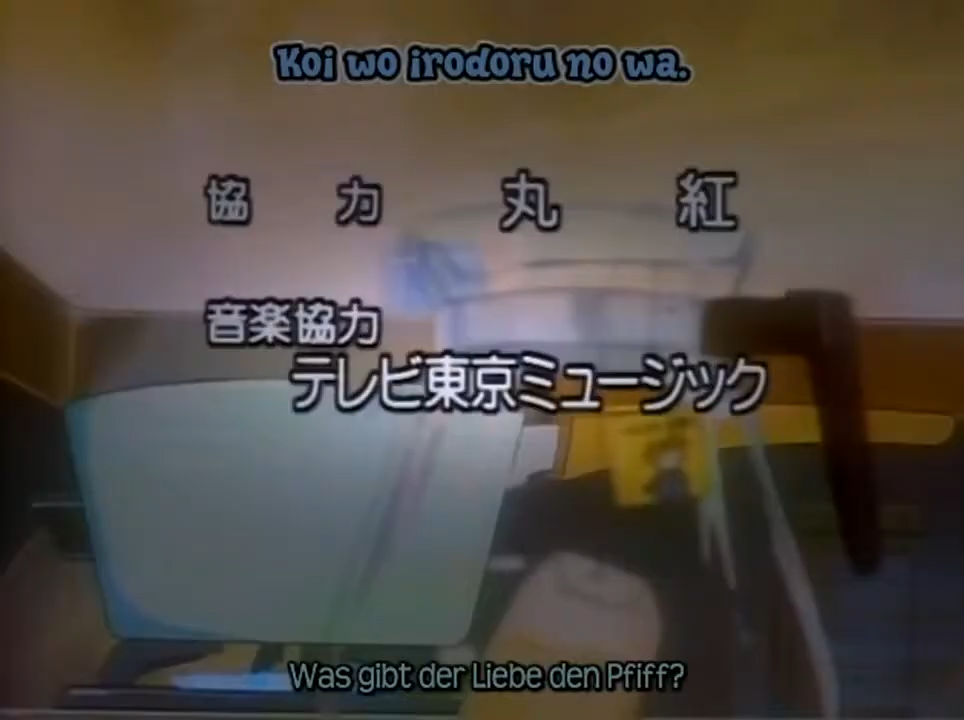 Koi wo irodoru no wa.
協力 丸紅
音楽協力
テレビ東京ミュージック
Was gibt der Liebe den Pfiff?